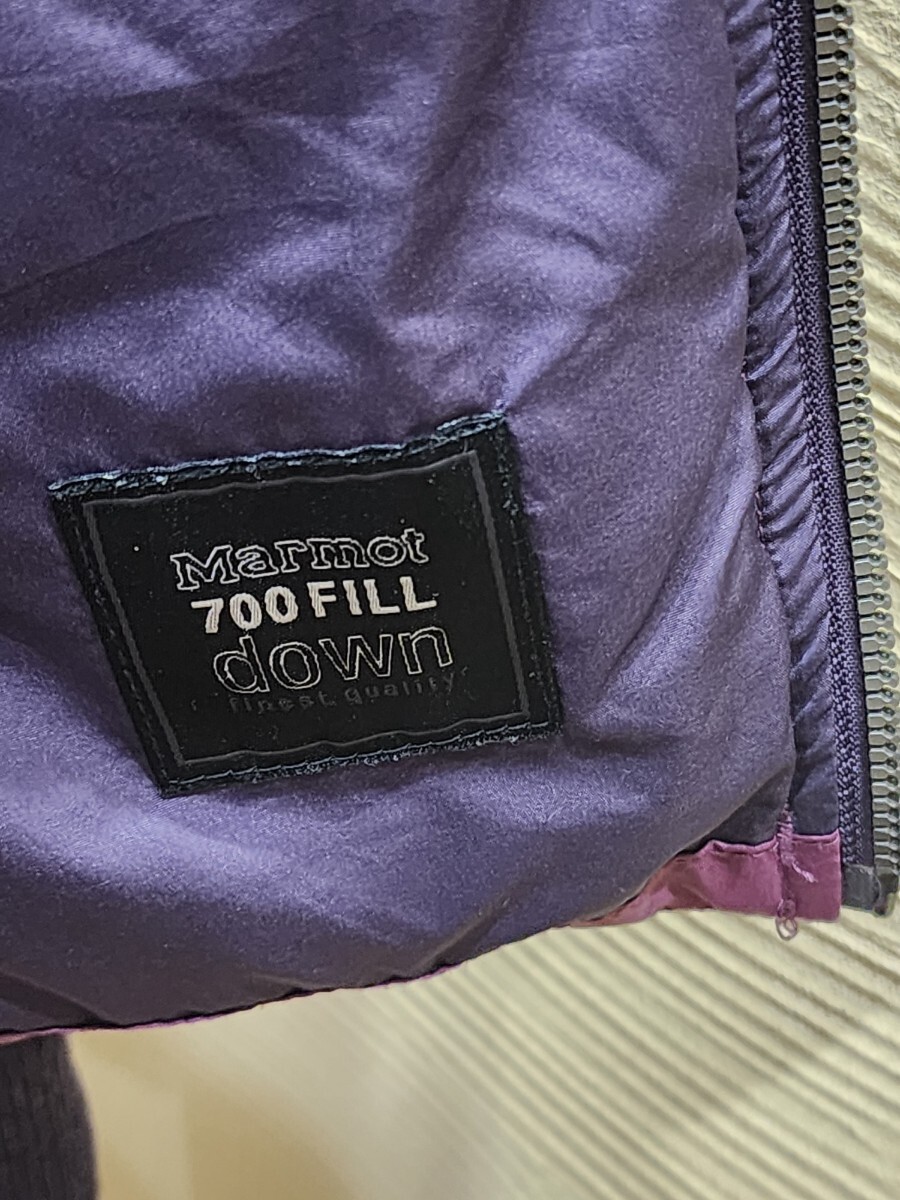 Marmot
700 FILL
down
finest quality